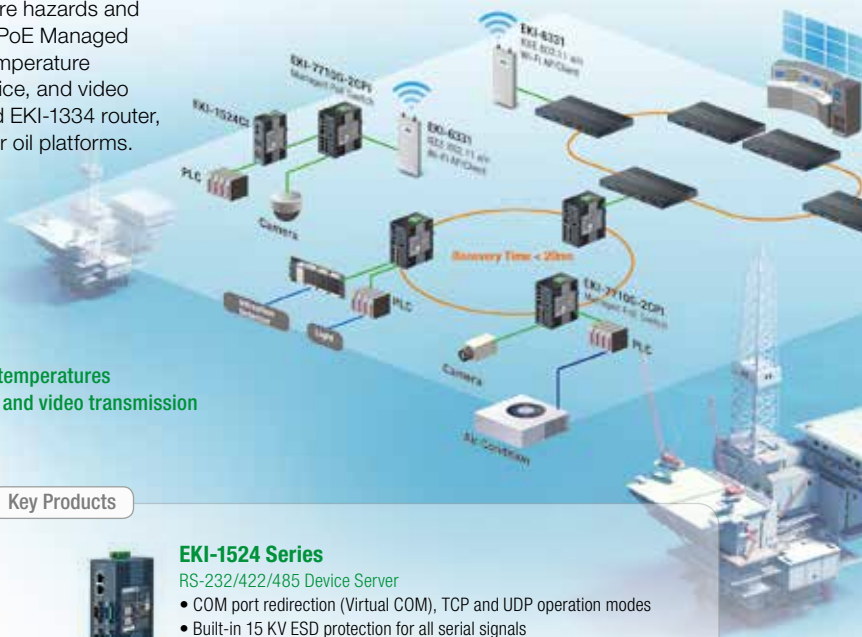 re hazards and
PoE Managed
mperature
ice, and video
d EKI-1334 router,
r oil platforms.
EKI-6331
IEEE 802.11 a/n
Wi-Fi AP/Client
EKI-7710G-2CPI
Managed PoE Switch
EKI-1524CI
EKI-6331
IEEE 802.11 a/n
Wi-Fi AP/Client
PLC
Camera
Recovery Time < 20ms
EKI-7710G-2CPI
Managed PoE Switch
PLC
Light
PLC
Camera
Air Condition
temperatures
and video transmission
Key Products
EKI-1524 Series
RS-232/422/485 Device Server
• COM port redirection (Virtual COM), TCP and UDP operation modes
• Built-in 15 KV ESD protection for all serial signals